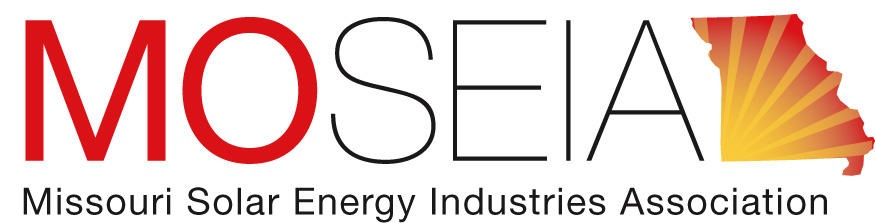 MOSEIA
Missouri Solar Energy Industries Association